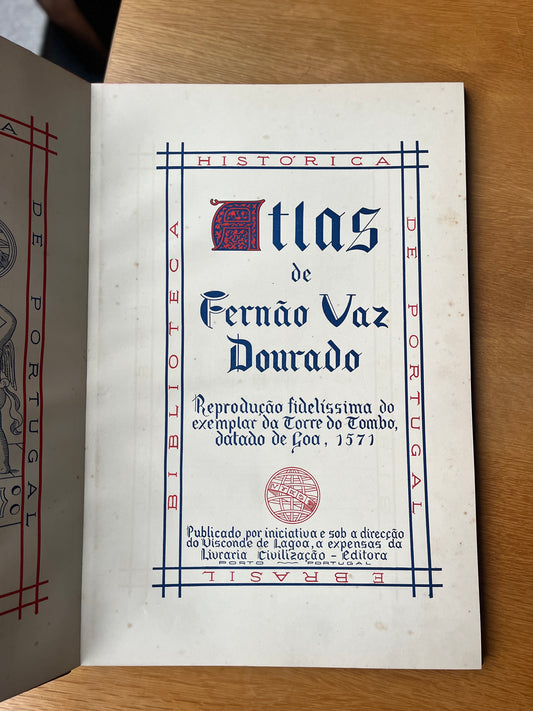 HISTÓRICA
BIBLIOTECA
DE PORTUGAL
E BRASIL
Atlas
de
Fernão Vaz
Dourado
Reprodução fidelíssima do
exemplar da Torre do Tombo,
datado de Goa, 1571
Publicado por iniciativa e sob a direcção
do Visconde de Lagoa, a expensas da
Livraria Civilização - Editora
PORTO ~ PORTUGAL
A
DE PORTUGAL